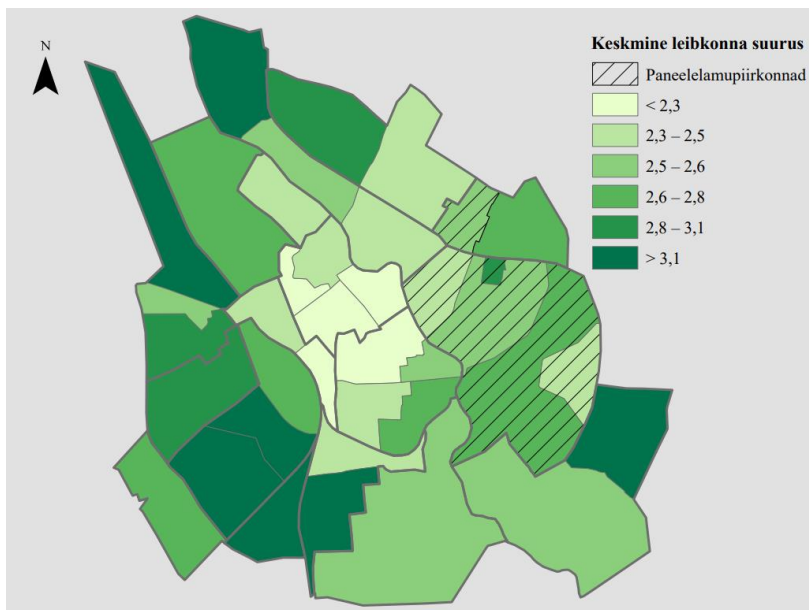 N
Keskmine leibkonna suurus
Paneelelamupiirkonnad
< 2,3
2,3 – 2,5
2,5 – 2,6
2,6 – 2,8
2,8 – 3,1
> 3,1